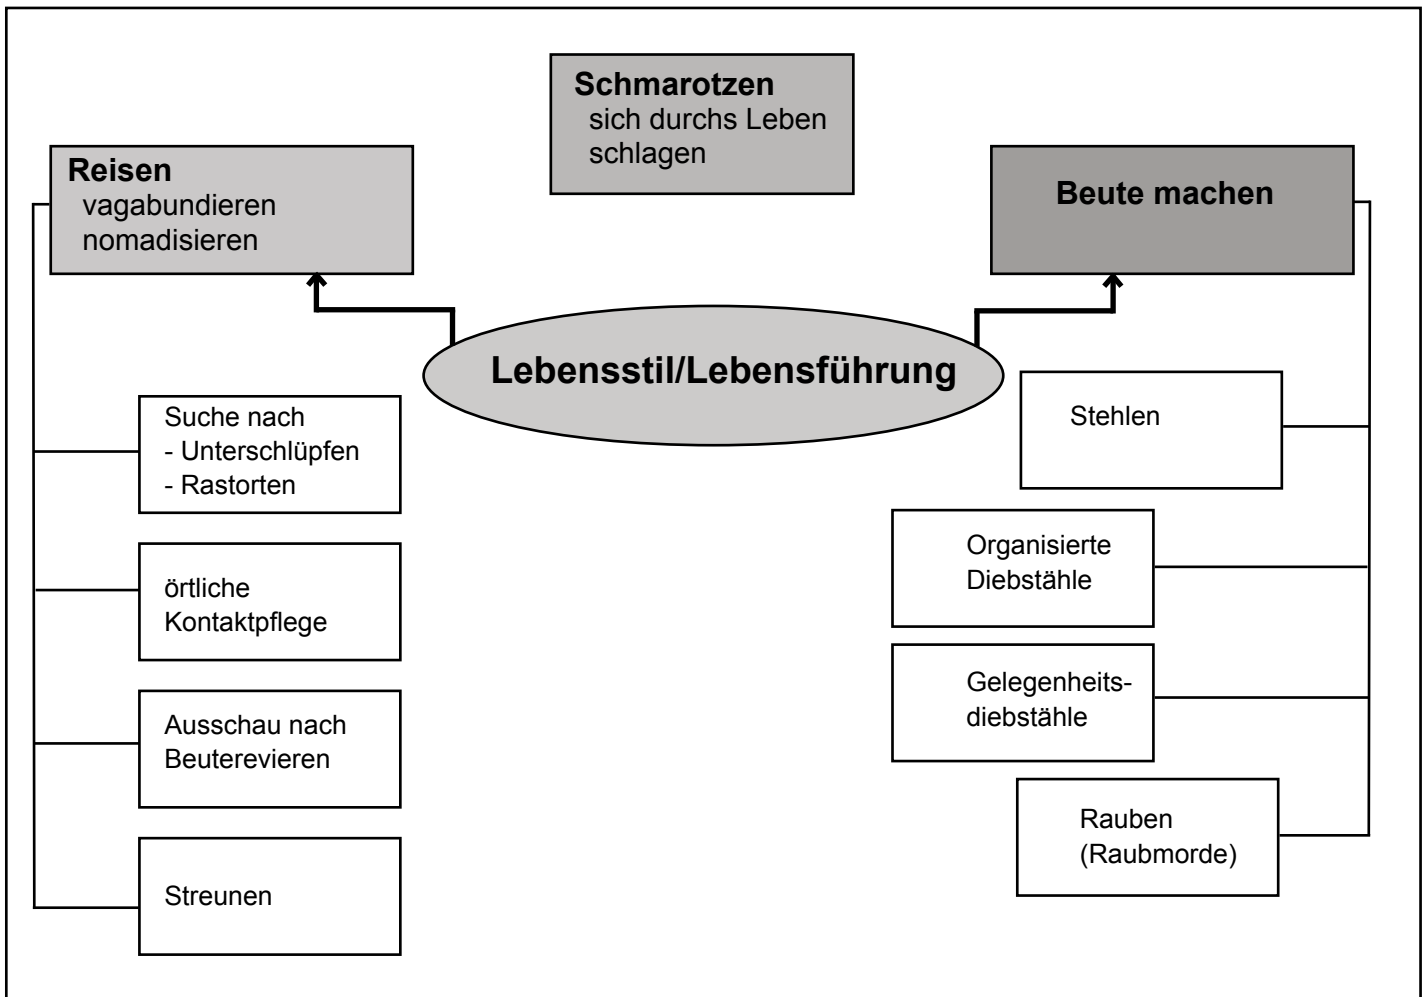 Schmarotzen
sich durchs Leben
schlagen
Reisen
vagabundieren
nomadisieren
Beute machen
Lebensstil/Lebensführung
Suche nach
- Unterschlüpfen
- Rastorten
örtliche
Kontaktpflege
Ausschau nach
Beuterevieren
Streunen
Stehlen
Organisierte
Diebstähle
Gelegenheits-
diebstähle
Rauben
(Raubmorde)